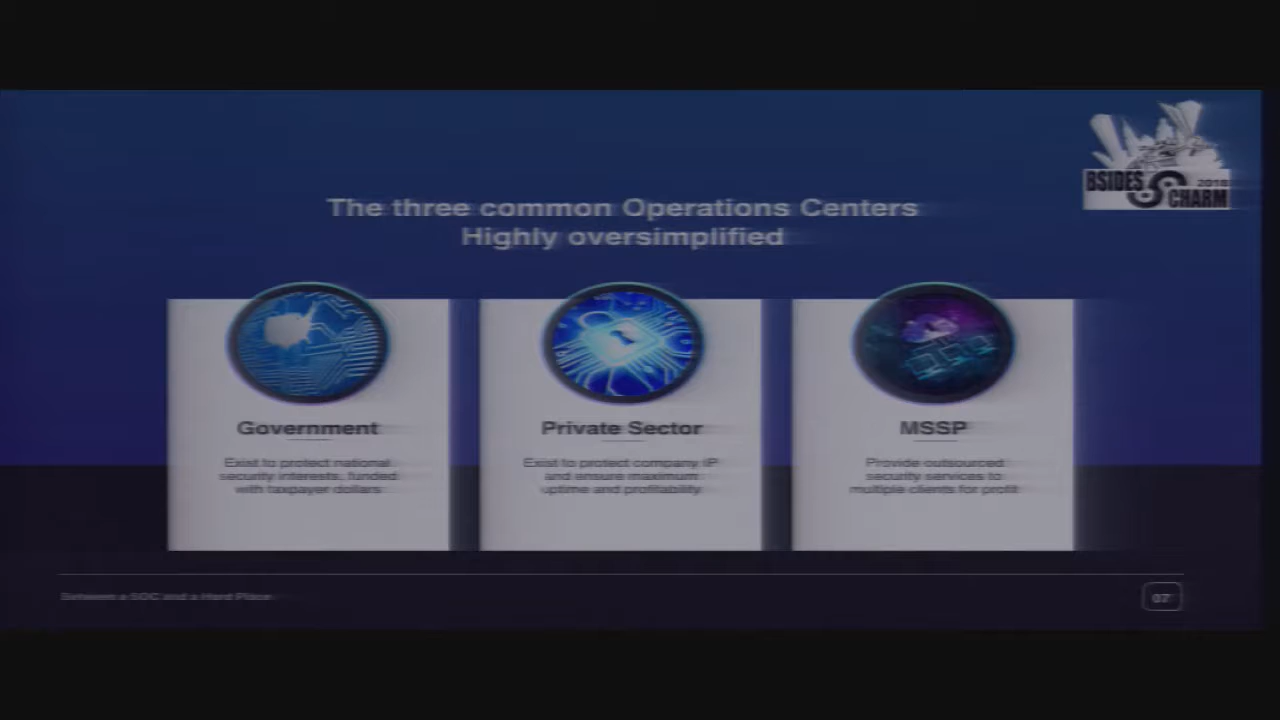 BSIDES 2018
CHARM
The three common Operations Centers
Highly oversimplified
Government
Exist to protect national
security interests, funded
with taxpayer dollars
Private Sector
Exist to protect company IP
and ensure maximum
uptime and profitability
MSSP
Provide outsourced
security services to
multiple clients for profit
Between a SOC and a Hard Place
07